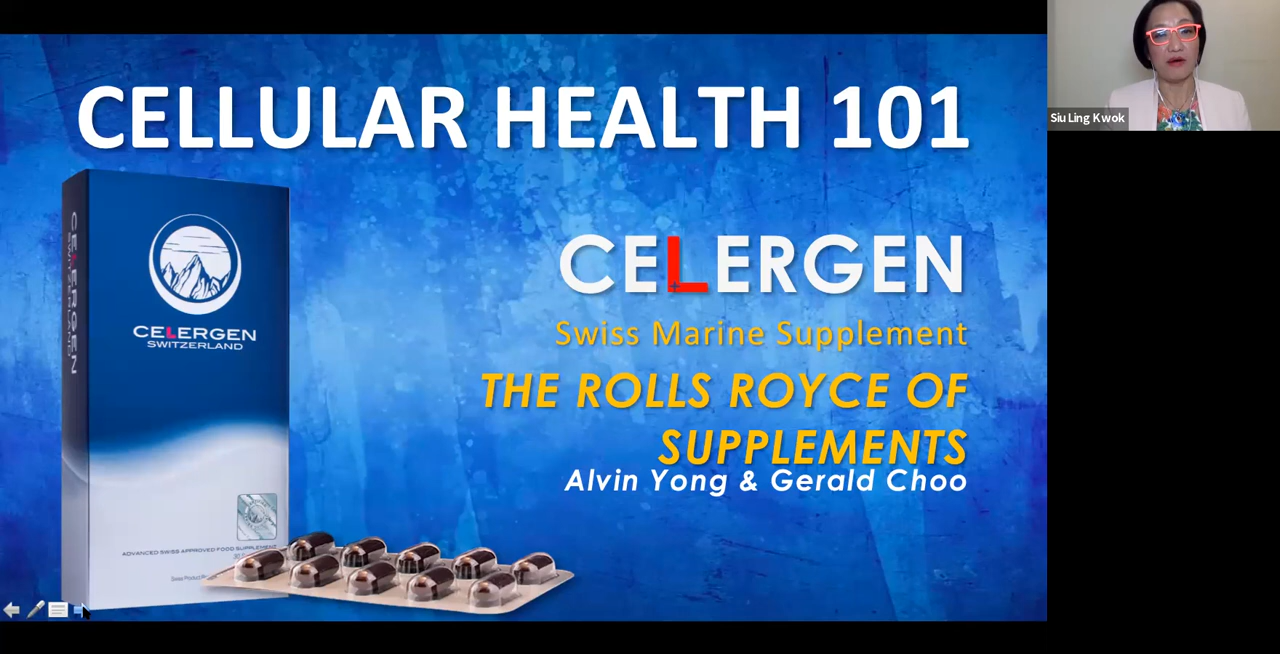 CELLULAR HEALTH 101
CELERGEN
Swiss Marine Supplement
THE ROLLS ROYCE OF
SUPPLEMENTS
Alvin Yong & Gerald Choo
CELERGEN
SWITZERLAND
CELERGEN
SWITZERLAND
ADVANCED SWISS APPROVED FOOD SUPPLEMENT
Siu Ling Kwok